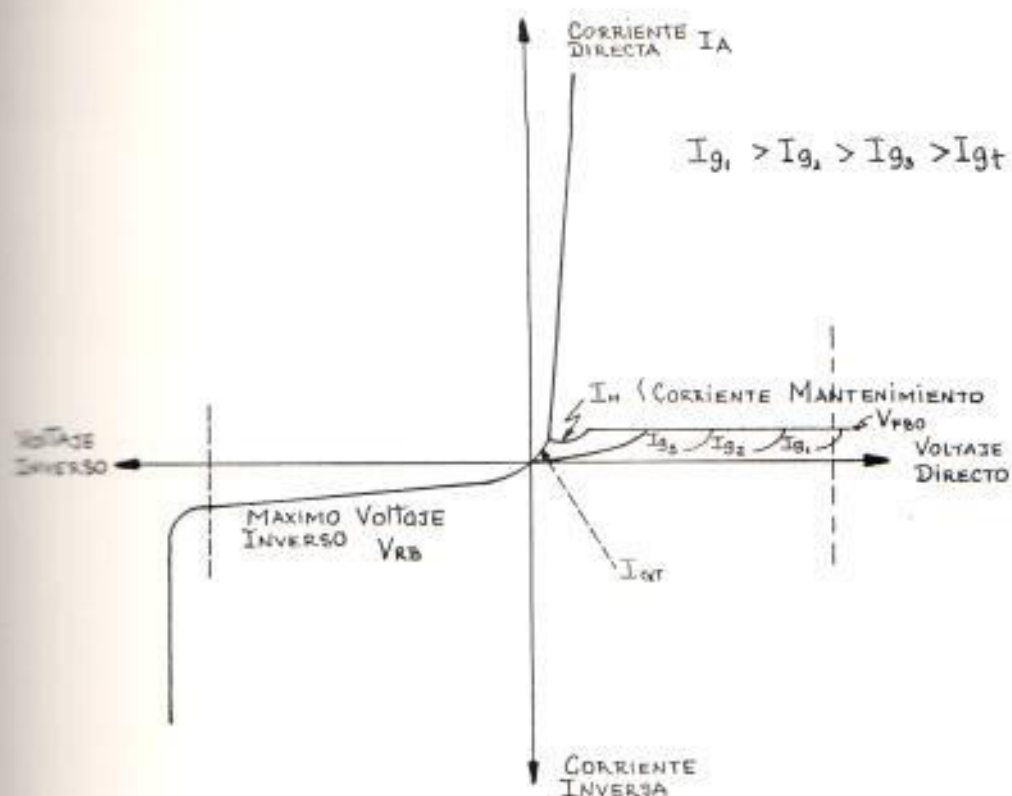 CORRIENTE
DIRECTA IA
Ig1 > Ig2 > Ig3 > Igt
IH (CORRIENTE MANTENIMIENTO
VFBO
Ig3 Ig2 Ig1
VOLTAJE
DIRECTO
VOLTAJE
INVERSO
MAXIMO VOLTAJE
INVERSO VRB
IGT
CORRIENTE
INVERSA